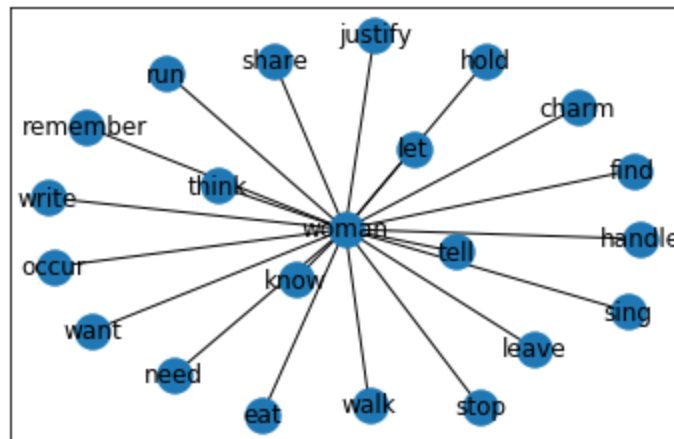 justify
share
hold
run
charm
remember
let
find
think
write
woman
handle
tell
occur
know
sing
want
leave
need
walk
stop
eat